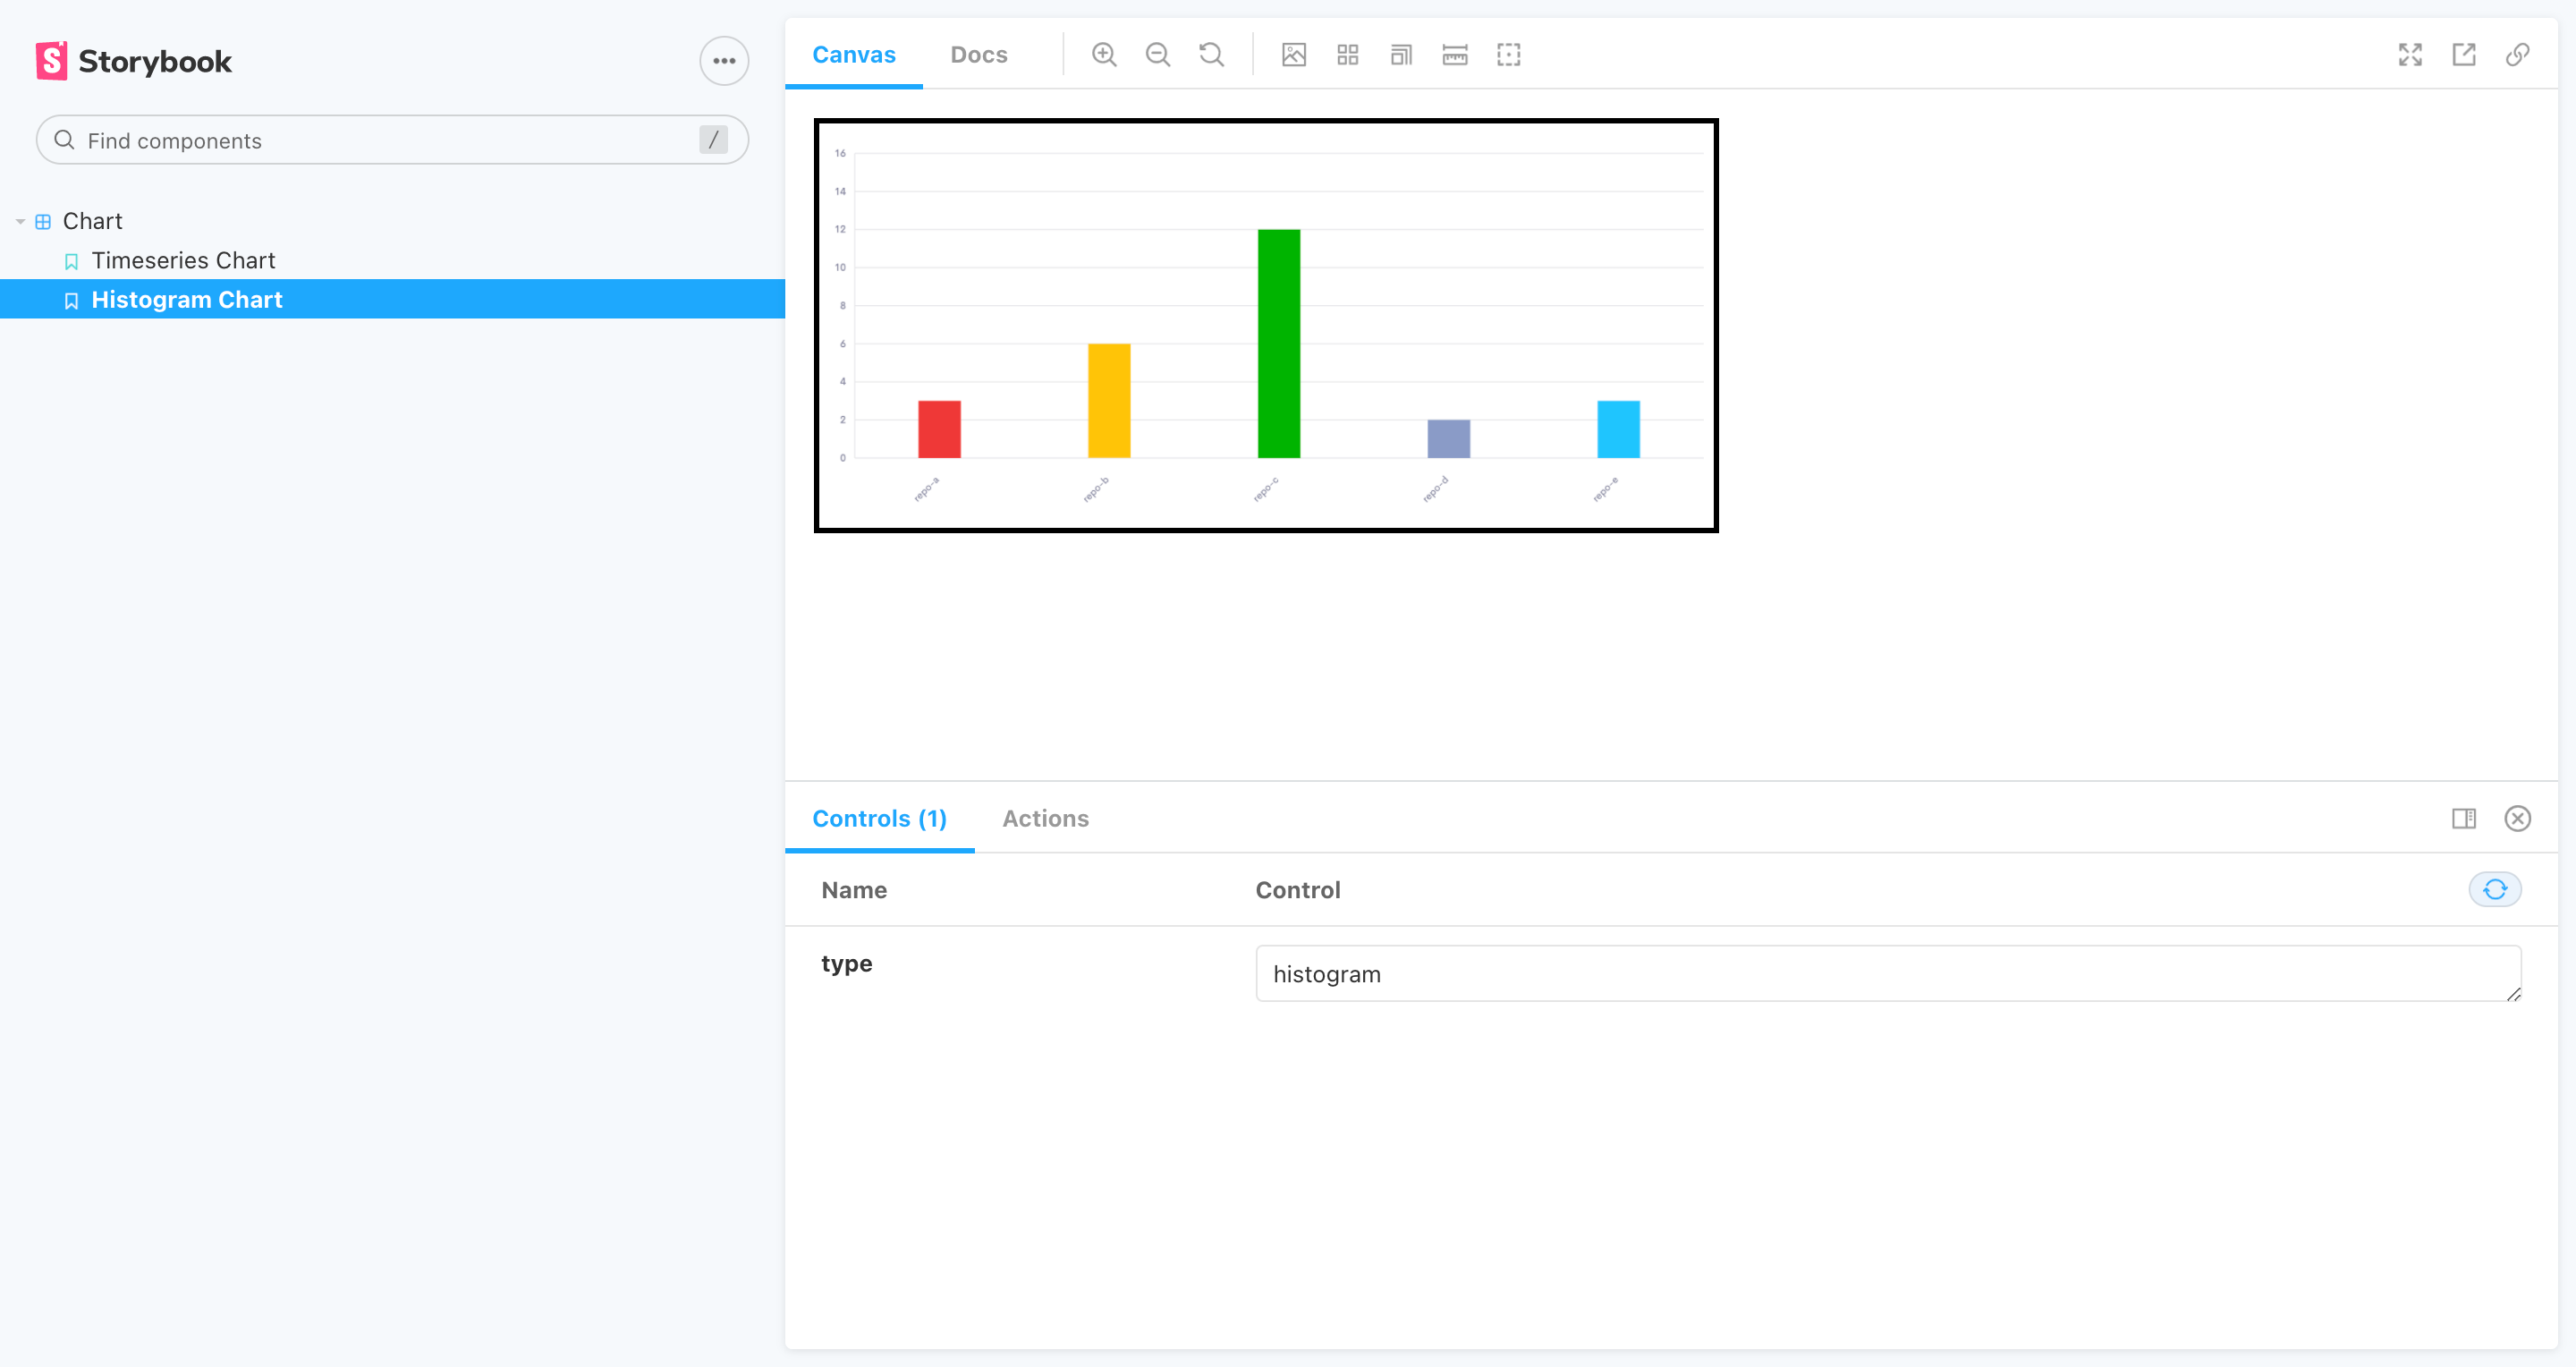 Storybook
Find components
/
Chart
Timeseries Chart
Histogram Chart
Canvas
Docs
16
14
12
10
8
6
4
2
0
repo-a
repo-b
repo-c
repo-d
repo-e
Controls (1)
Actions
Name
Control
type
histogram